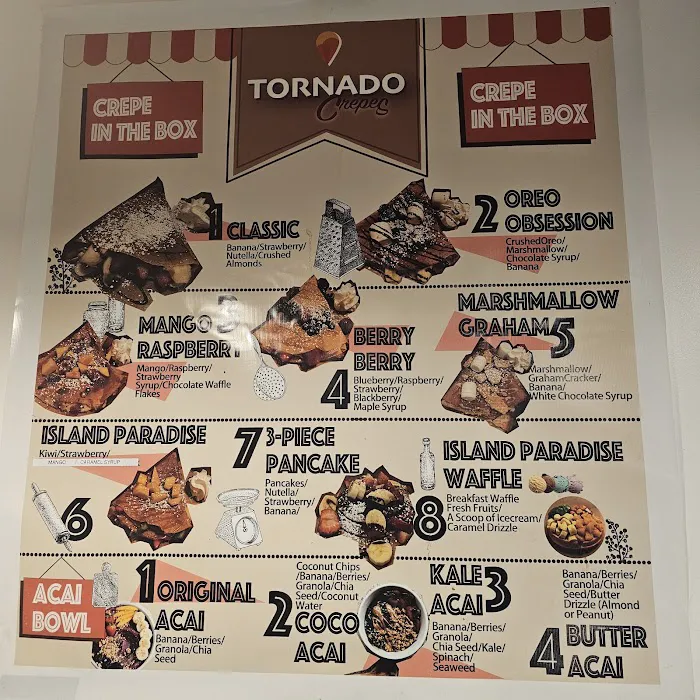 TORNADO
Crepes
CREPE
IN THE BOX
CREPE
IN THE BOX
1 CLASSIC
Banana/Strawberry/
Nutella/Crushed
Almonds
2 OREO
OBSESSION
CrushedOreo/
Marshmallow/
Chocolate Syrup/
Banana
MANGO 3
RASPBERRY
Mango/Raspberry/
Strawberry
Syrup/Chocolate Waffle
Flakes
BERRY
BERRY
4
Blueberry/Raspberry/
Strawberry/
Blackberry/
Maple Syrup
MARSHMALLOW
GRAHAM 5
Marshmallow/
GrahamCracker/
Banana/
White Chocolate Syrup
ISLAND PARADISE
Kiwi/Strawberry/
MANGO / CARAMEL SYRUP
6
7 3-PIECE
PANCAKE
Pancakes/
Nutella/
Strawberry/
Banana/
ISLAND PARADISE
WAFFLE
8
Breakfast Waffle
Fresh Fruits/
A Scoop of Icecream/
Caramel Drizzle
ACAI
BOWL
1 ORIGINAL
ACAI
Banana/Berries/
Granola/Chia
Seed
Coconut Chips
/Banana/Berries/
Granola/Chia
Seed/Coconut
Water
2 COCO
ACAI
KALE 3
ACAI
Banana/Berries/
Granola/
Chia Seed/Kale/
Spinach/
Seaweed
Banana/Berries/
Granola/Chia
Seed/Butter
Drizzle (Almond
or Peanut)
4 BUTTER
ACAI